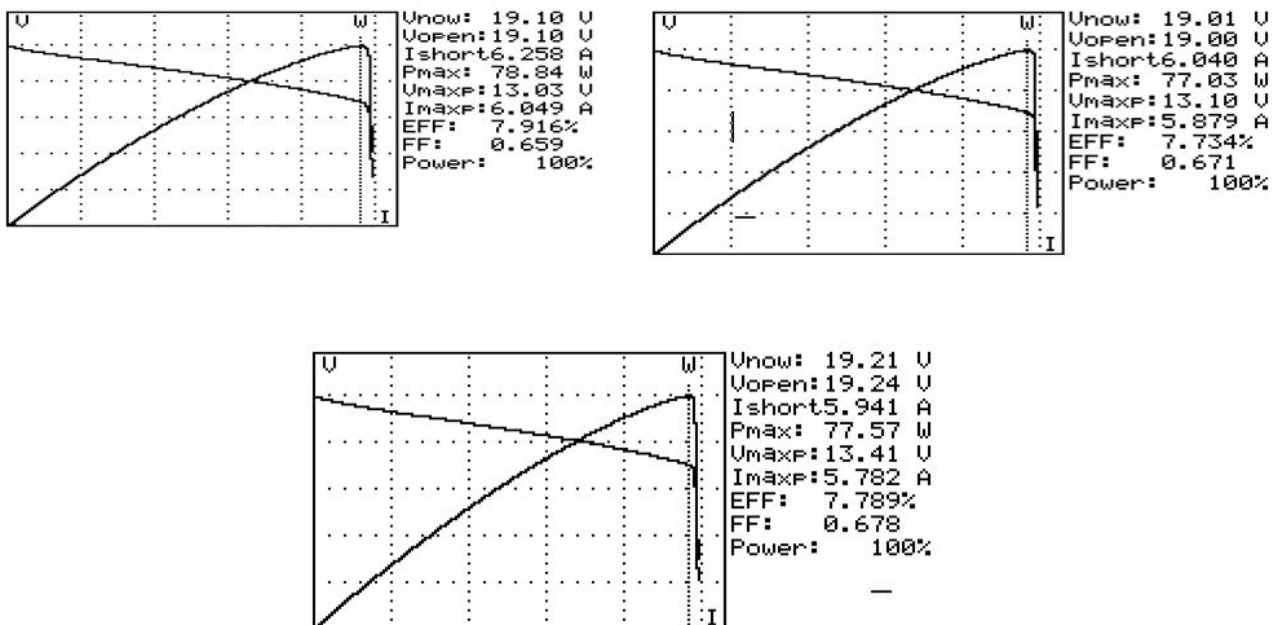 V W
Vnow: 19.10 V
Vopen:19.10 V
Ishort6.258 A
Pmax: 78.84 W
Vmaxp:13.03 V
Imaxp:6.049 A
EFF: 7.916%
FF: 0.659
Power: 100%
I
V W
Vnow: 19.01 V
Vopen:19.00 V
Ishort6.040 A
Pmax: 77.03 W
Vmaxp:13.10 V
Imaxp:5.879 A
EFF: 7.734%
FF: 0.671
Power: 100%
I
V W
Vnow: 19.21 V
Vopen:19.24 V
Ishort5.941 A
Pmax: 77.57 W
Vmaxp:13.41 V
Imaxp:5.782 A
EFF: 7.789%
FF: 0.678
Power: 100%
I